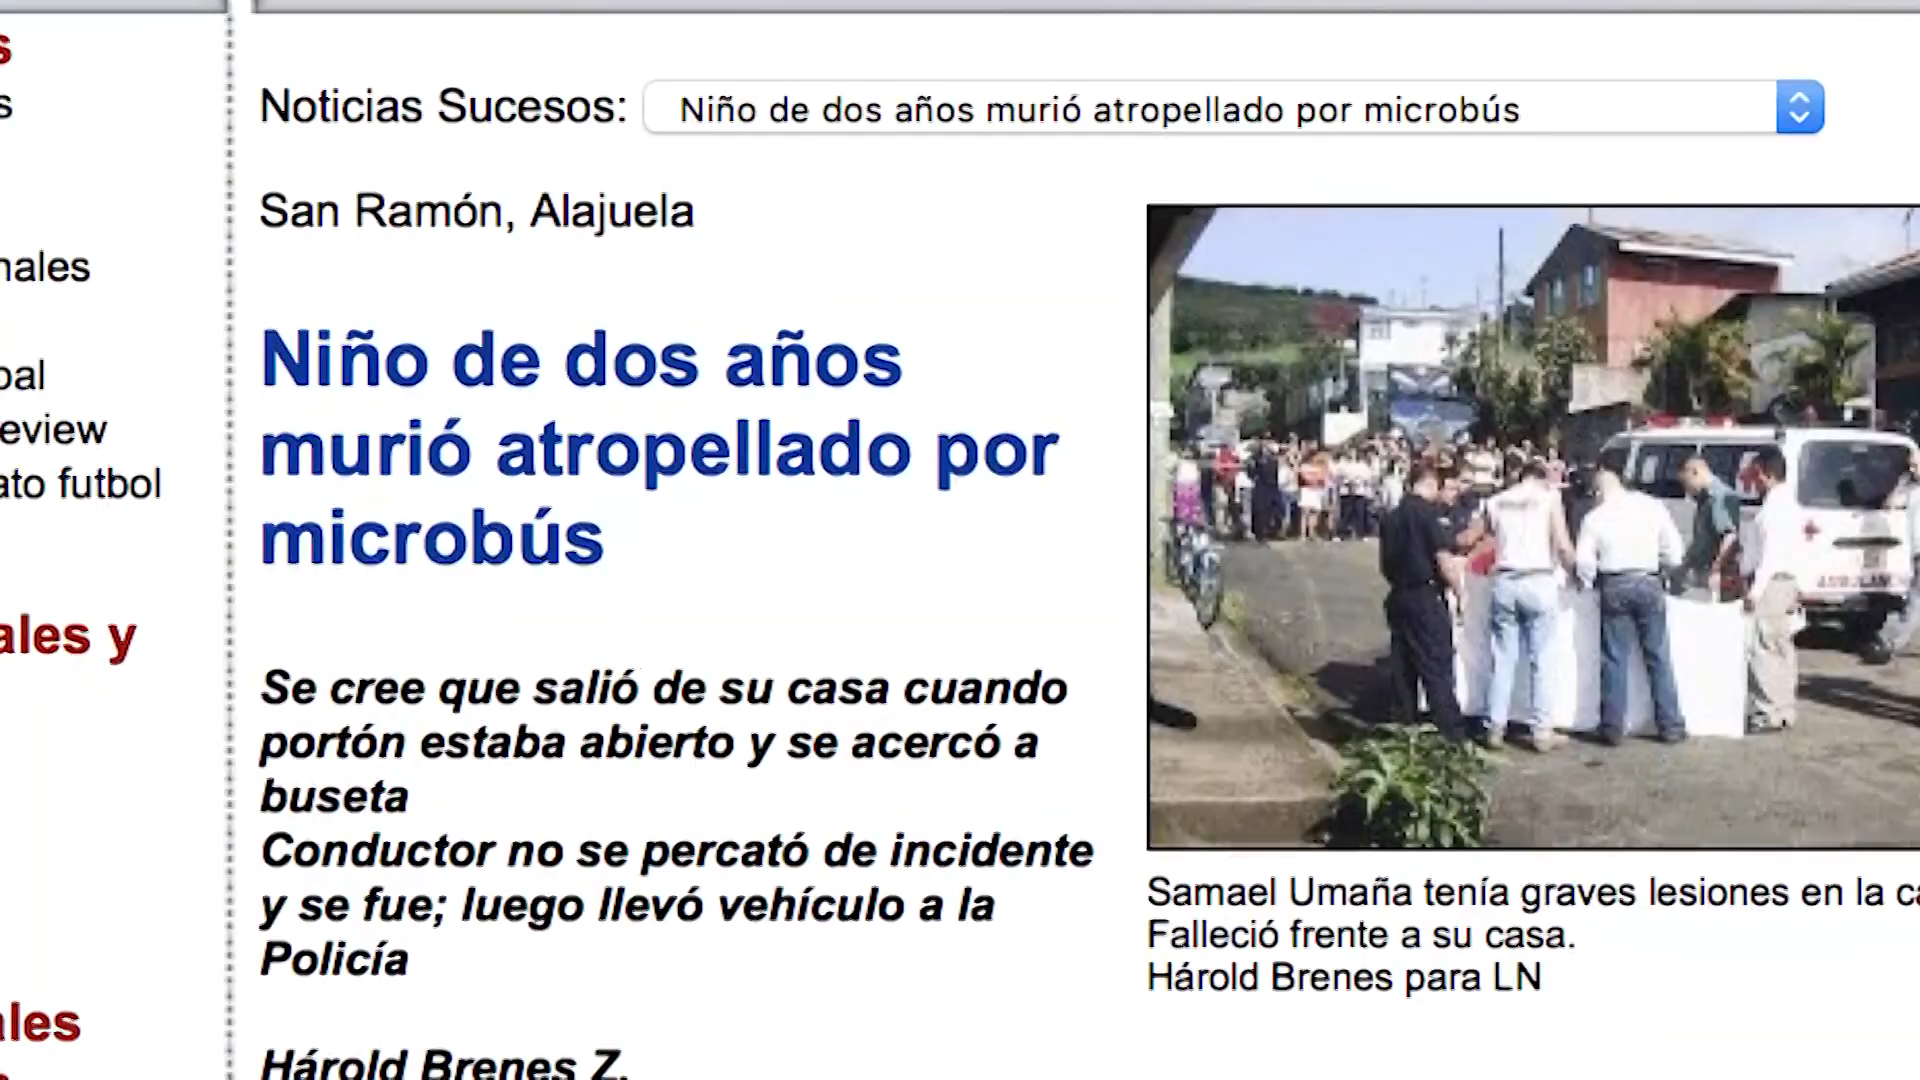 s
s
nales
bal
eview
ato futbol
ales y
ales
Noticias Sucesos: Niño de dos años murió atropellado por microbús
San Ramón, Alajuela
Niño de dos años
murió atropellado por
microbús
Se cree que salió de su casa cuando
portón estaba abierto y se acercó a
buseta
Conductor no se percató de incidente
y se fue; luego llevó vehículo a la
Policía
Hárold Brenes Z.
Samael Umaña tenía graves lesiones en la
Falleció frente a su casa.
Hárold Brenes para LN